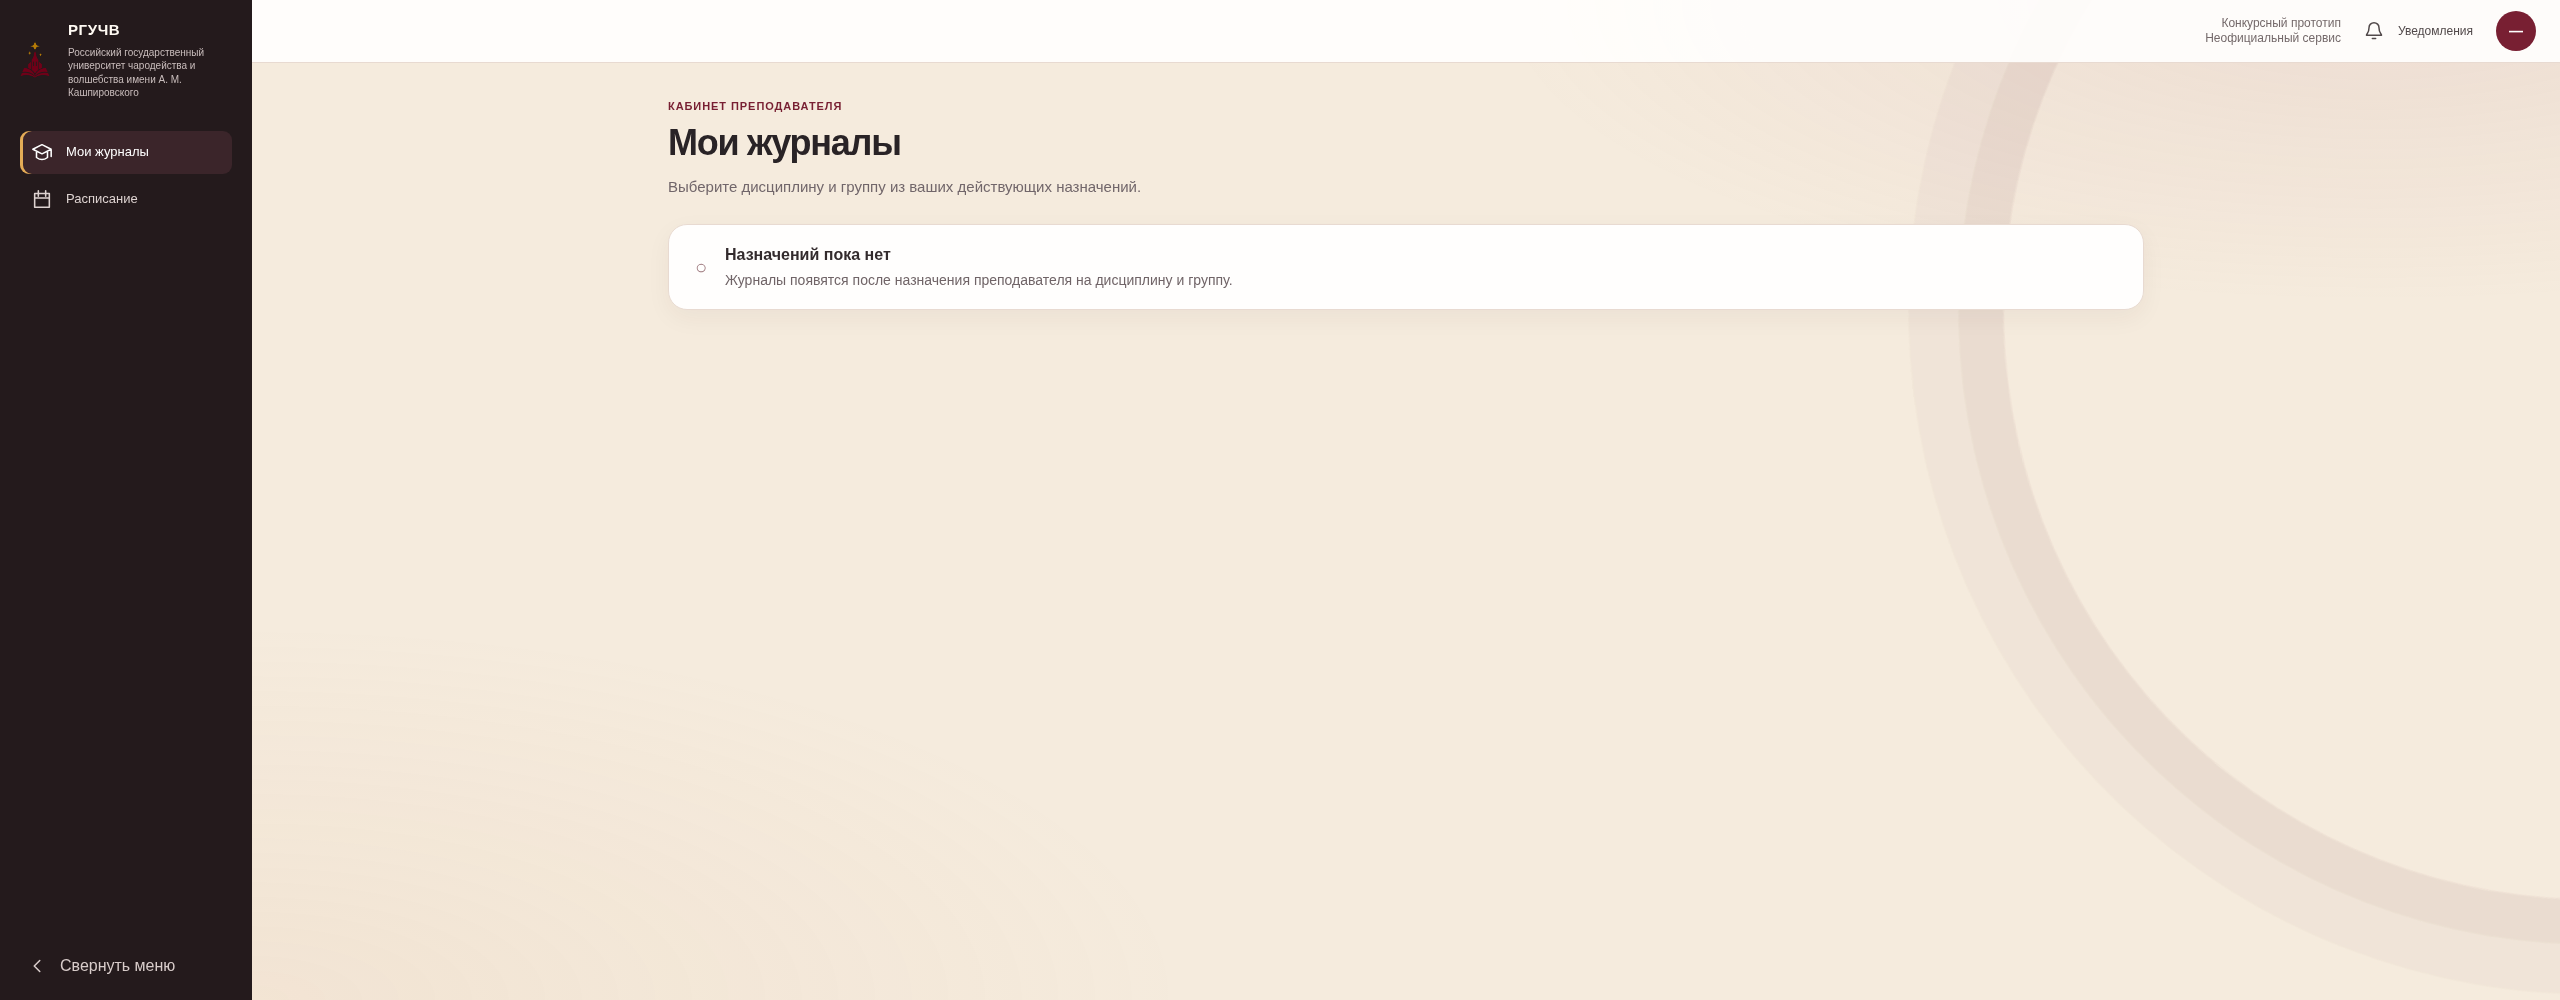 РГУЧВ
Российский государственный
университет чародейства и
волшебства имени А. М.
Кашпировского
Мои журналы
Расписание
Свернуть меню
Конкурсный прототип
Неофициальный сервис
Уведомления
—
КАБИНЕТ ПРЕПОДАВАТЕЛЯ
Мои журналы
Выберите дисциплину и группу из ваших действующих назначений.
Назначений пока нет
Журналы появятся после назначения преподавателя на дисциплину и группу.